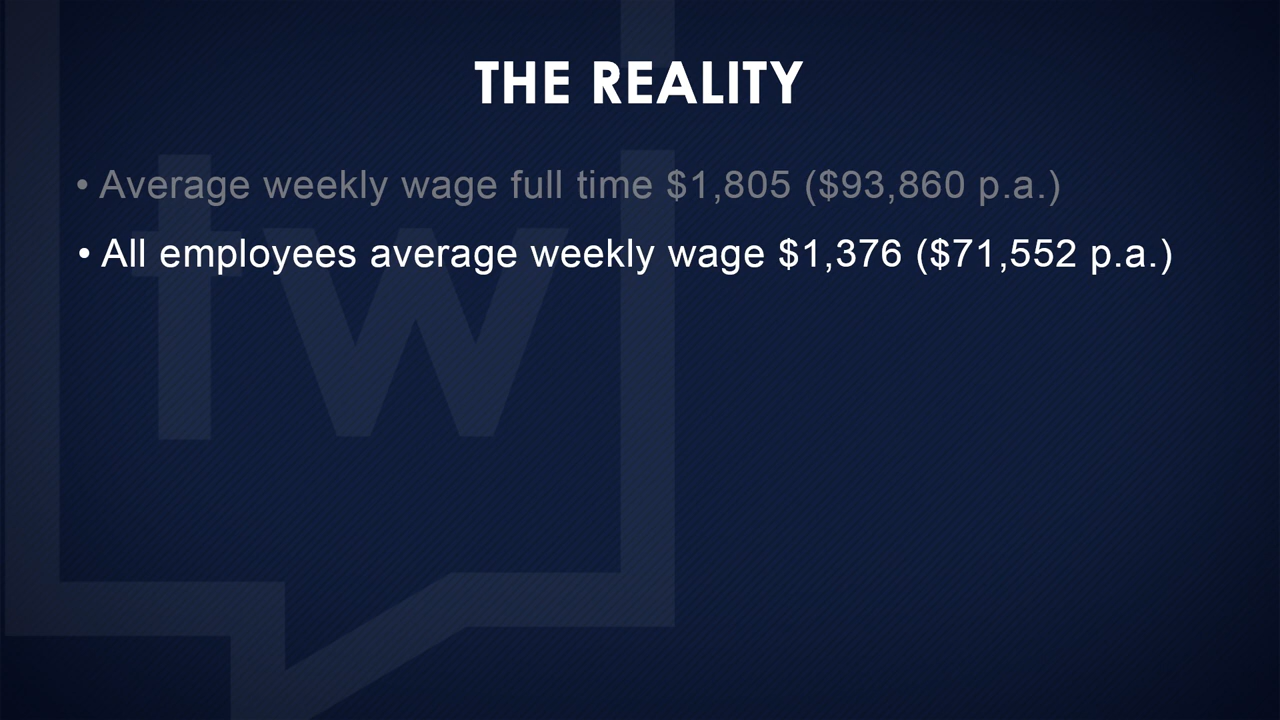 THE REALITY
• Average weekly wage full time $1,805 ($93,860 p.a.)
• All employees average weekly wage $1,376 ($71,552 p.a.)
tw